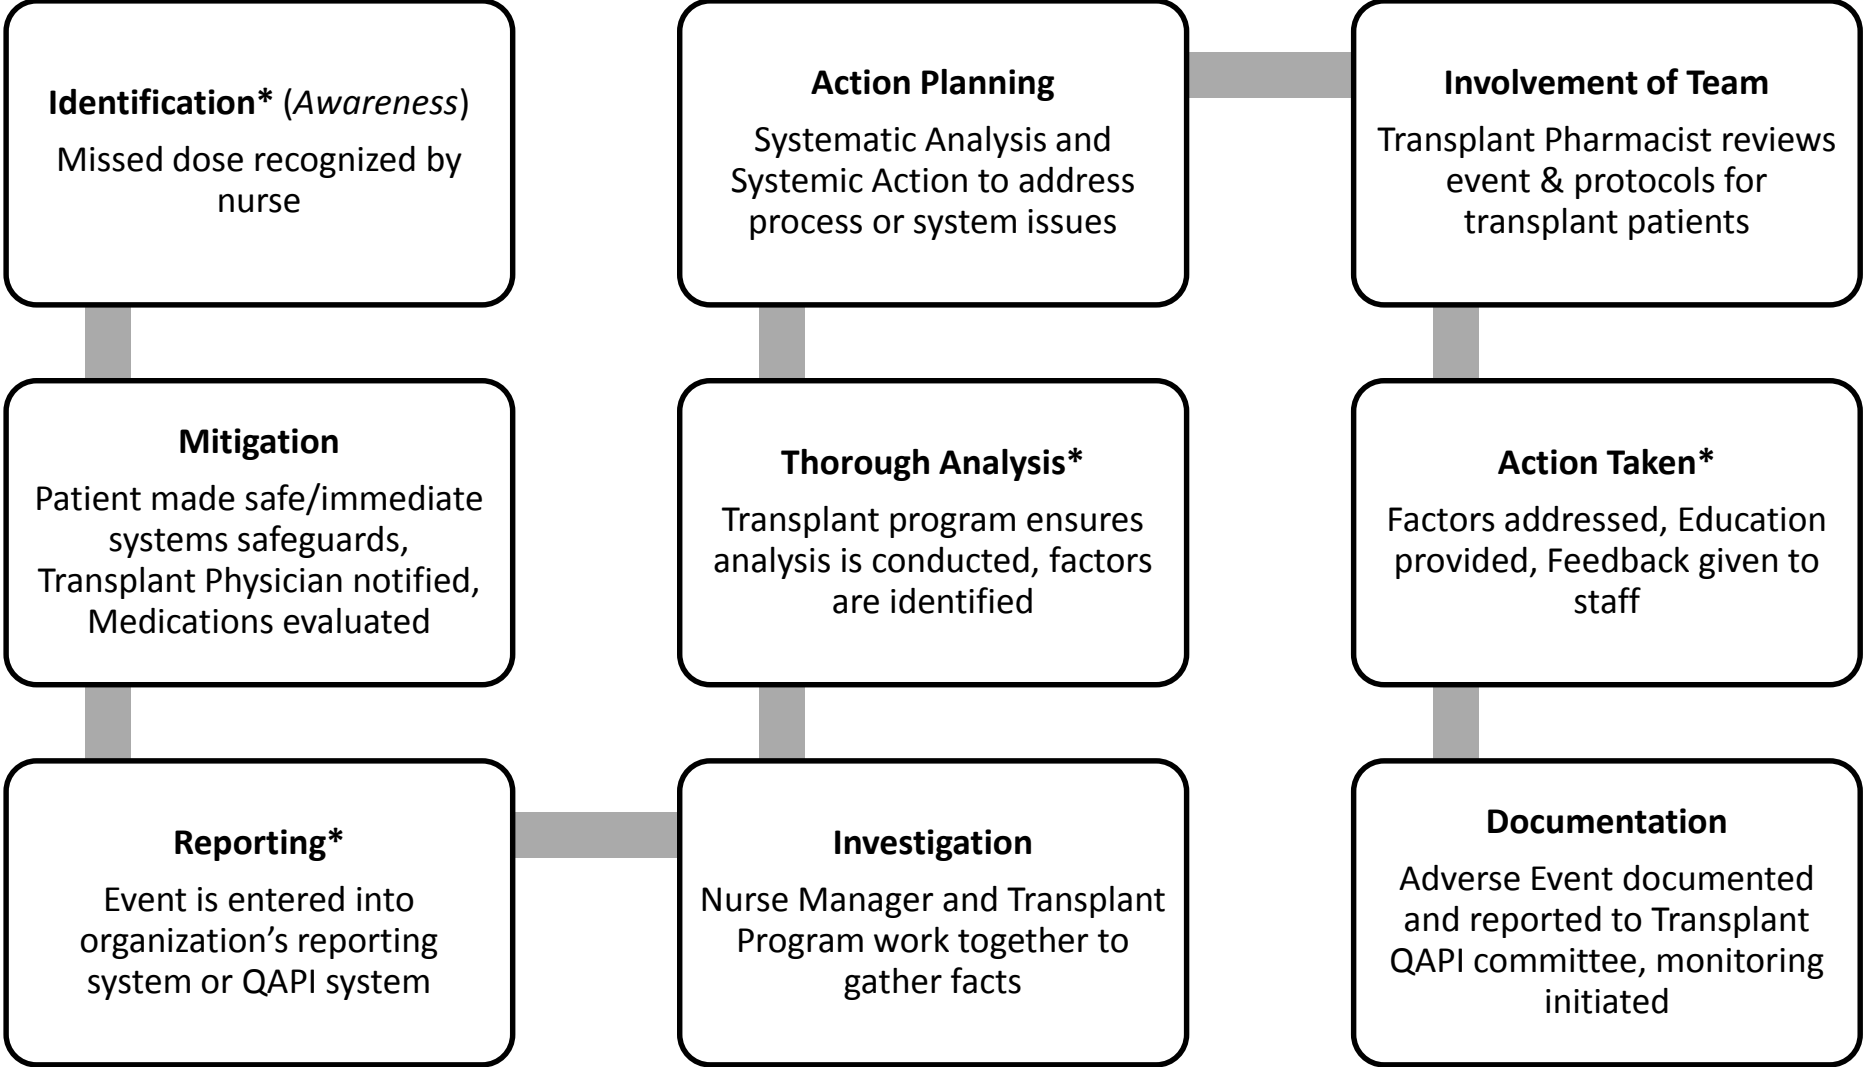 Identification* (Awareness)
Missed dose recognized by
nurse
Mitigation
Patient made safe/immediate
systems safeguards,
Transplant Physician notified,
Medications evaluated
Reporting*
Event is entered into
organization’s reporting
system or QAPI system
Investigation
Nurse Manager and Transplant
Program work together to
gather facts
Thorough Analysis*
Transplant program ensures
analysis is conducted, factors
are identified
Action Planning
Systematic Analysis and
Systemic Action to address
process or system issues
Involvement of Team
Transplant Pharmacist reviews
event & protocols for
transplant patients
Action Taken*
Factors addressed, Education
provided, Feedback given to
staff
Documentation
Adverse Event documented
and reported to Transplant
QAPI committee, monitoring
initiated